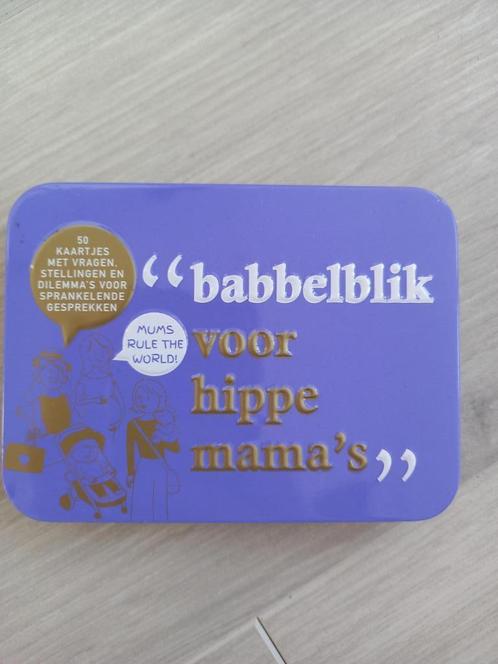 50
KAARTJES
MET VRAGEN,
STELLINGEN EN
DILEMMA'S VOOR
SPRANKELENDE
GESPREKKEN
MUMS
RULE THE
WORLD!
“babbelblik
voor
hippe
mama's”